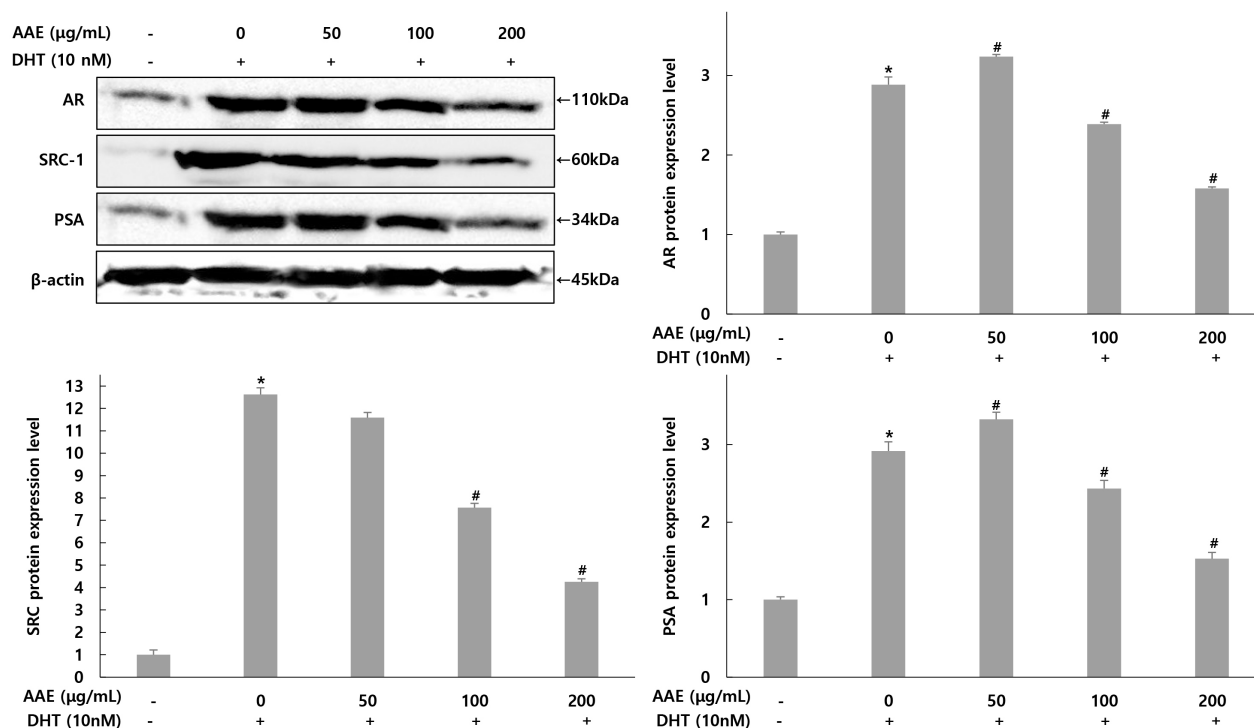 AAE (μg/mL) - 0 50 100 200
DHT (10 nM) - + + + +
AR ←110kDa
SRC-1 ←60kDa
PSA ←34kDa
β-actin ←45kDa
AR protein expression level
3
2
1
0
* # # #
AAE (μg/mL) - 0 50 100 200
DHT (10nM) - + + + +
SRC protein expression level
13
12
11
10
9
8
7
6
5
4
3
2
1
0
* # #
AAE (μg/mL) - 0 50 100 200
DHT (10nM) - + + + +
PSA protein expression level
3
2
1
0
* # # #
AAE (μg/mL) - 0 50 100 200
DHT (10nM) - + + + +